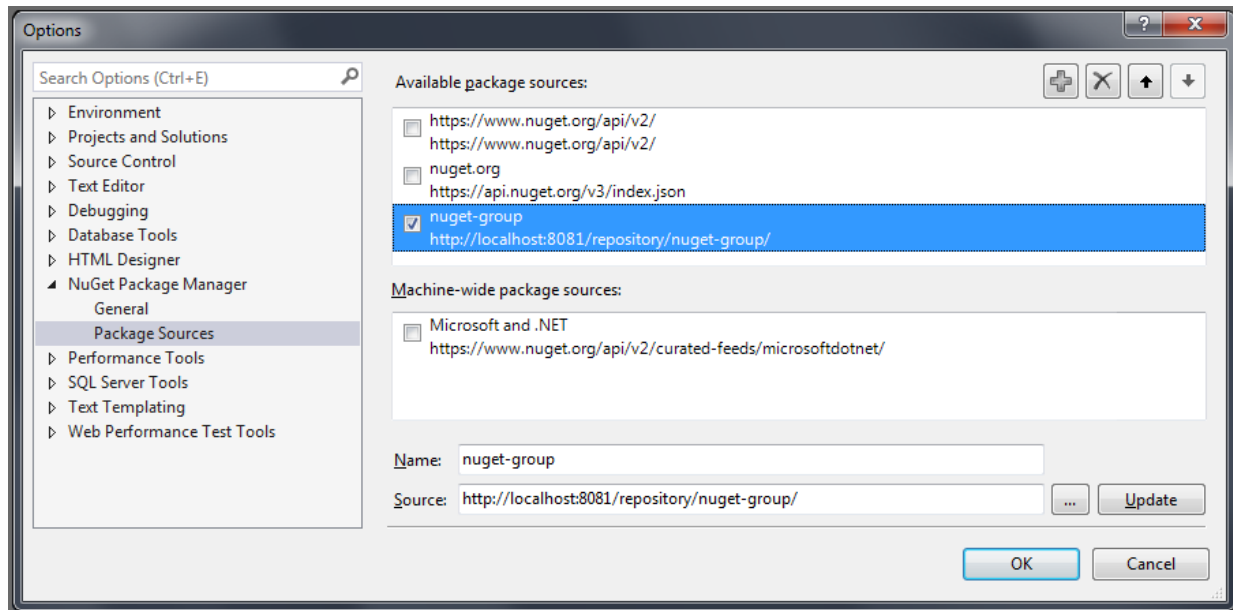 Options
Search Options (Ctrl+E)
Environment
Projects and Solutions
Source Control
Text Editor
Debugging
Database Tools
HTML Designer
NuGet Package Manager
General
Package Sources
Performance Tools
SQL Server Tools
Text Templating
Web Performance Test Tools
Available package sources:
https://www.nuget.org/api/v2/
https://www.nuget.org/api/v2/
nuget.org
https://api.nuget.org/v3/index.json
nuget-group
http://localhost:8081/repository/nuget-group/
Machine-wide package sources:
Microsoft and .NET
https://www.nuget.org/api/v2/curated-feeds/microsoftdotnet/
Name: nuget-group
Source: http://localhost:8081/repository/nuget-group/ ... Update
OK Cancel